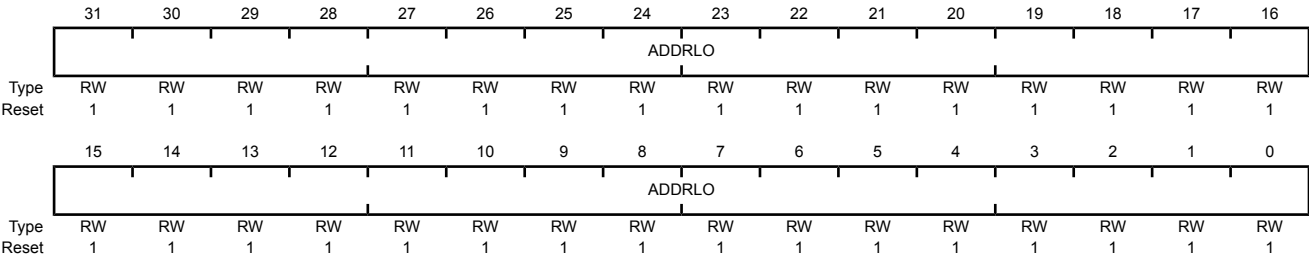 31 30 29 28 27 26 25 24 23 22 21 20 19 18 17 16
ADDRLO
Type RW RW RW RW RW RW RW RW RW RW RW RW RW RW RW RW
Reset 1 1 1 1 1 1 1 1 1 1 1 1 1 1 1 1
15 14 13 12 11 10 9 8 7 6 5 4 3 2 1 0
ADDRLO
Type RW RW RW RW RW RW RW RW RW RW RW RW RW RW RW RW
Reset 1 1 1 1 1 1 1 1 1 1 1 1 1 1 1 1